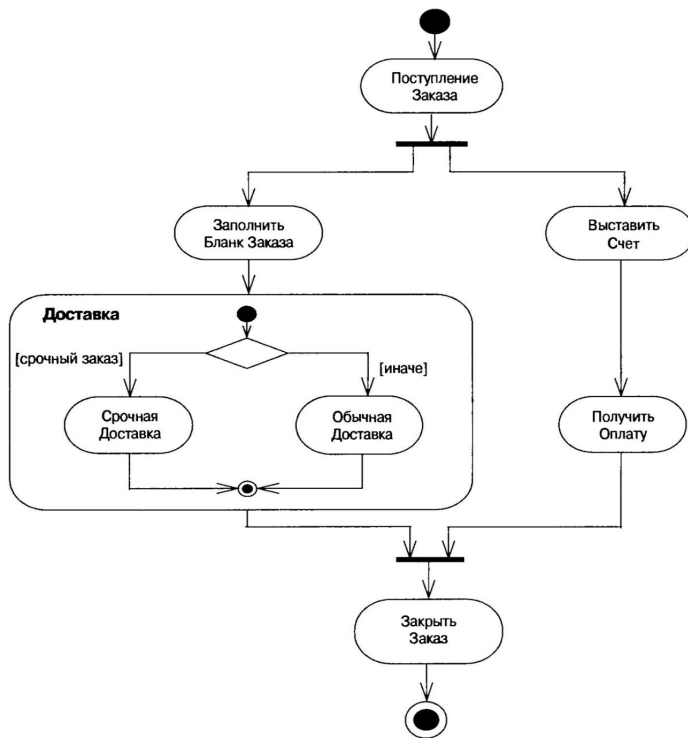 Поступление
Заказа
Заполнить
Бланк Заказа
Выставить
Счет
Доставка
[срочный заказ]
[иначе]
Срочная
Доставка
Обычная
Доставка
Получить
Оплату
Закрыть
Заказ